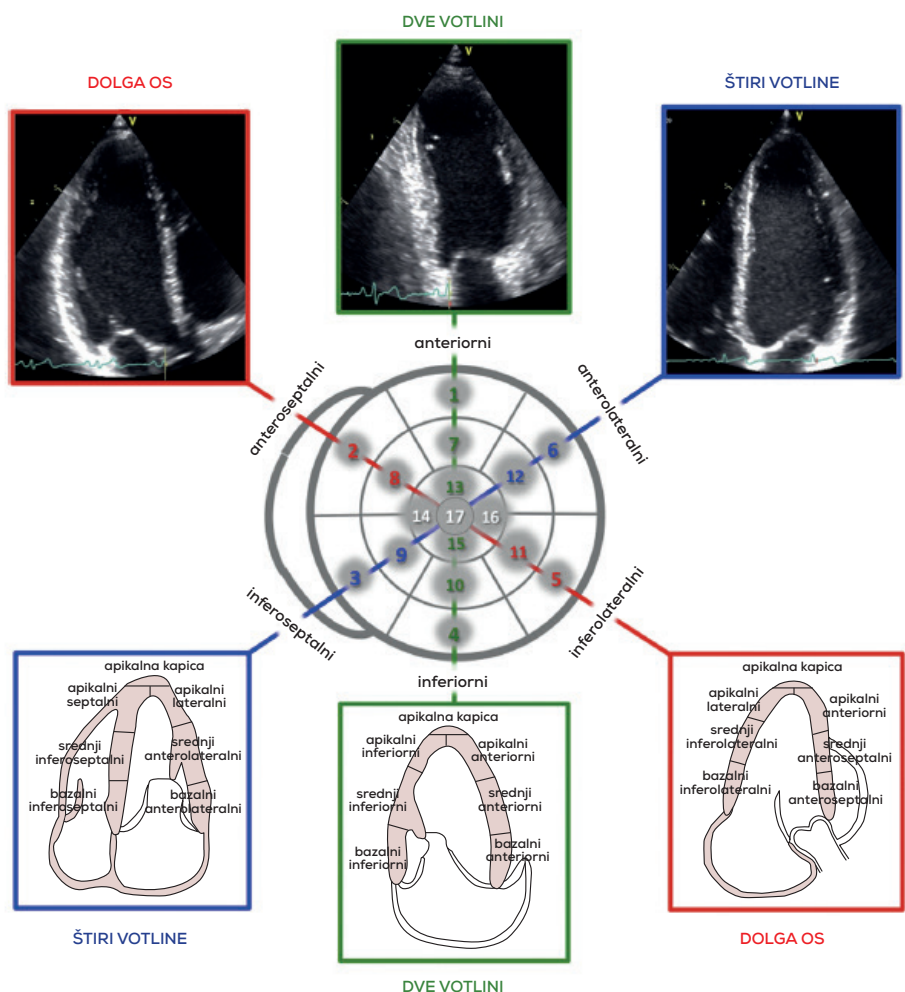 DVE VOTLINI
DOLGA OS
ŠTIRI VOTLINE
V
V
V
anteriorni
anteroseptalni
anterolateralni
1
2
7
6
8
12
13
14
17
16
15
9
11
3
10
5
4
inferoseptalni
inferolateralni
inferiorni
apikalna kapica
apikalni
septalni
apikalni
lateralni
srednji
inferoseptalni
srednji
anterolateralni
bazalni
inferoseptalni
bazalni
anterolateralni
ŠTIRI VOTLINE
apikalna kapica
apikalni
inferiorni
apikalni
anteriorni
srednji
inferiorni
srednji
anteriorni
bazalni
inferiorni
bazalni
anteriorni
DVE VOTLINI
apikalna kapica
apikalni
lateralni
apikalni
anteriorni
srednji
inferolateralni
srednji
anteroseptalni
bazalni
inferolateralni
bazalni
anteroseptalni
DOLGA OS